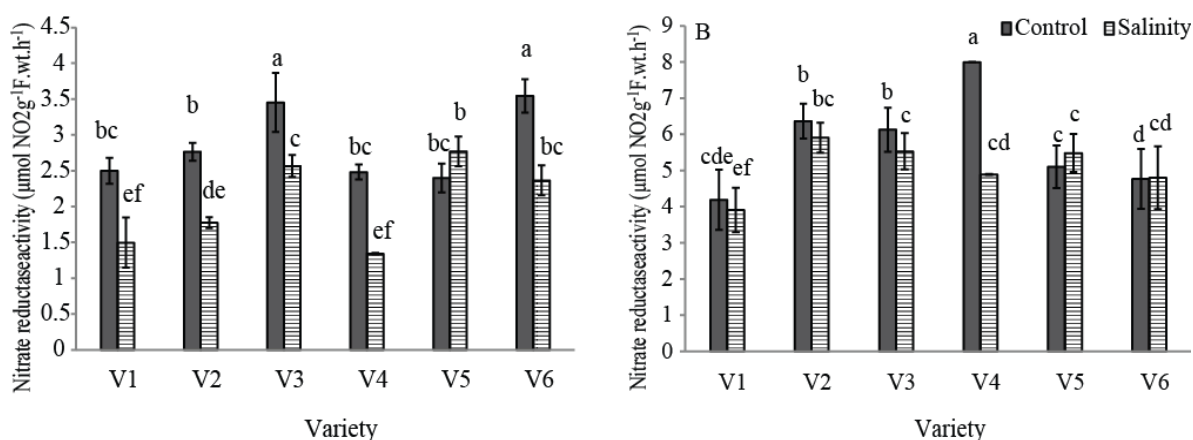 Nitrate reductaseactivity (µmol NO2g⁻¹F.wt.h⁻¹)
4.5
4
3.5
3
2.5
2
1.5
1
0.5
0
bc
ef
b
de
a
c
bc
ef
bc
b
a
bc
V1 V2 V3 V4 V5 V6
Variety
Nitrate reductaseactivity (µmol NO2g⁻¹F.wt.h⁻¹)
B
Control Salinity
9
8
7
6
5
4
3
2
1
0
cde
ef
b
bc
b
c
a
cd
c
c
d
cd
V1 V2 V3 V4 V5 V6
Variety